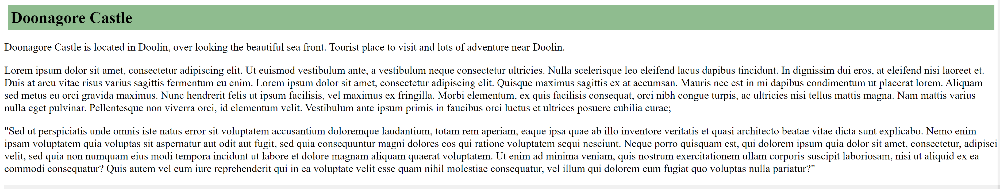 Doonagore Castle
Doonagore Castle is located in Doolin, over looking the beautiful sea front. Tourist place to visit and lots of adventure near Doolin.
Lorem ipsum dolor sit amet, consectetur adipiscing elit. Ut euismod vestibulum ante, a vestibulum neque consectetur ultricies. Nulla scelerisque leo eleifend lacus dapibus tincidunt. In dignissim dui eros, at eleifend nisi laoreet et.
Duis at arcu vitae risus varius sagittis fermentum eu enim. Lorem ipsum dolor sit amet, consectetur adipiscing elit. Quisque maximus sagittis ex at accumsan. Mauris nec est in mi dapibus condimentum ut placerat lorem. Aliquam
sed metus eu orci gravida maximus. Nunc hendrerit felis ut ipsum facilisis, vel maximus ex fringilla. Morbi elementum, ex quis facilisis consequat, orci nibh congue turpis, ac ultricies nisi tellus mattis magna. Nam mattis varius
nulla eget pulvinar. Pellentesque non viverra orci, id elementum velit. Vestibulum ante ipsum primis in faucibus orci luctus et ultrices posuere cubilia curae;
"Sed ut perspiciatis unde omnis iste natus error sit voluptatem accusantium doloremque laudantium, totam rem aperiam, eaque ipsa quae ab illo inventore veritatis et quasi architecto beatae vitae dicta sunt explicabo. Nemo enim
ipsam voluptatem quia voluptas sit aspernatur aut odit aut fugit, sed quia consequuntur magni dolores eos qui ratione voluptatem sequi nesciunt. Neque porro quisquam est, qui dolorem ipsum quia dolor sit amet, consectetur, adipisci
velit, sed quia non numquam eius modi tempora incidunt ut labore et dolore magnam aliquam quaerat voluptatem. Ut enim ad minima veniam, quis nostrum exercitationem ullam corporis suscipit laboriosam, nisi ut aliquid ex ea
commodi consequatur? Quis autem vel eum iure reprehenderit qui in ea voluptate velit esse quam nihil molestiae consequatur, vel illum qui dolorem eum fugiat quo voluptas nulla pariatur?"